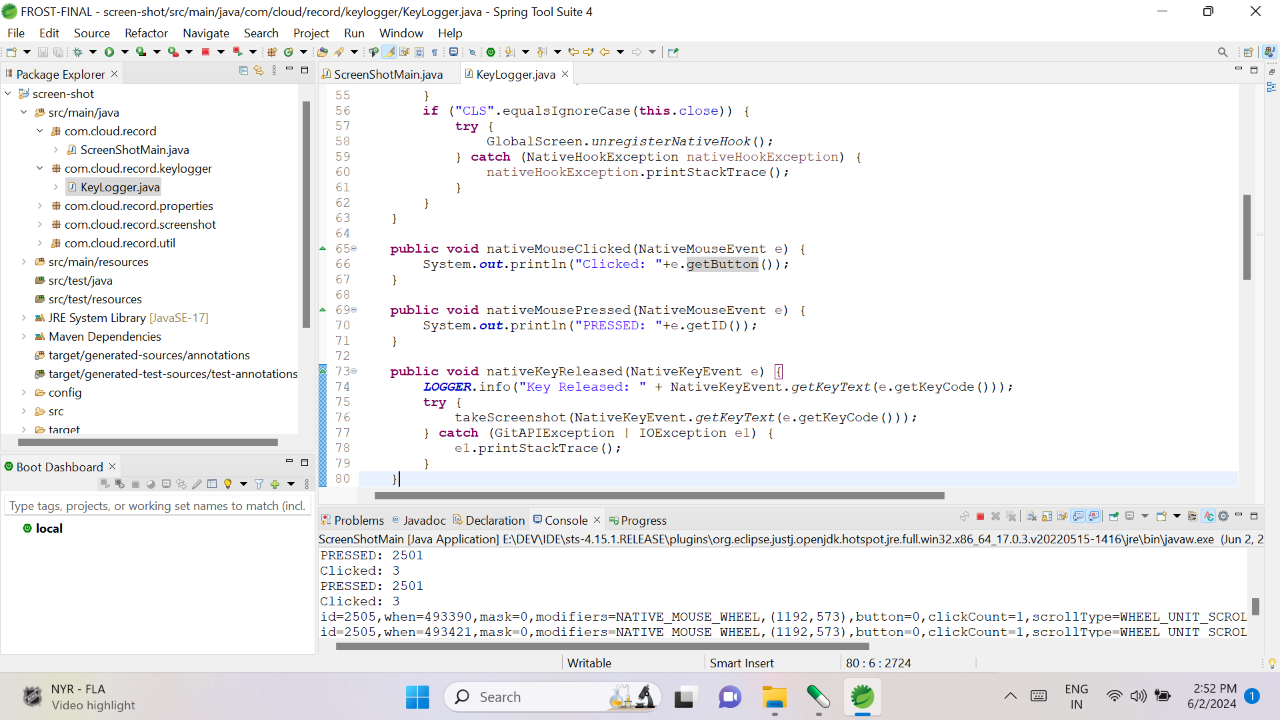 FROST-FINAL - screen-shot/src/main/java/com/cloud/record/keylogger/KeyLogger.java - Spring Tool Suite 4
File Edit Source Refactor Navigate Search Project Run Window Help
Package Explorer
screen-shot
src/main/java
com.cloud.record
ScreenShotMain.java
com.cloud.record.keylogger
KeyLogger.java
com.cloud.record.properties
com.cloud.record.screenshot
com.cloud.record.util
src/main/resources
src/test/java
src/test/resources
JRE System Library [JavaSE-17]
Maven Dependencies
target/generated-sources/annotations
target/generated-test-sources/test-annotations
config
src
target
Boot Dashboard
Type tags, projects, or working set names to match (incl.
local
ScreenShotMain.java KeyLogger.java
55 }
56 if ("CLS".equalsIgnoreCase(this.close)) {
57 try {
58 GlobalScreen.unregisterNativeHook();
59 } catch (NativeHookException nativeHookException) {
60 nativeHookException.printStackTrace();
61 }
62 }
63 }
64
65 public void nativeMouseClicked(NativeMouseEvent e) {
66 System.out.println("Clicked: "+e.getButton());
67 }
68
69 public void nativeMousePressed(NativeMouseEvent e) {
70 System.out.println("PRESSED: "+e.getID());
71 }
72
73 public void nativeKeyReleased(NativeKeyEvent e) {
74 LOGGER.info("Key Released: " + NativeKeyEvent.getKeyText(e.getKeyCode()));
75 try {
76 takeScreenshot(NativeKeyEvent.getKeyText(e.getKeyCode()));
77 } catch (GitAPIException | IOException e1) {
78 e1.printStackTrace();
79 }
80 }
Problems Javadoc Declaration Console Progress
ScreenShotMain [Java Application] E:\DEV\IDE\sts-4.15.1.RELEASE\plugins\org.eclipse.justj.openjdk.hotspot.jre.full.win32.x86_64_17.0.3.v20220515-1416\jre\bin\javaw.exe (Jun 2, 2
PRESSED: 2501
Clicked: 3
PRESSED: 2501
Clicked: 3
id=2505,when=493390,mask=0,modifiers=NATIVE_MOUSE_WHEEL,(1192,573),button=0,clickCount=1,scrollType=WHEEL_UNIT_SCROL
id=2505,when=493421,mask=0,modifiers=NATIVE_MOUSE_WHEEL,(1192,573),button=0,clickCount=1,scrollType=WHEEL_UNIT_SCROL
Writable Smart Insert 80 : 6 : 2724
NYR - FLA
Video highlight
Search
ENG
IN
2:52 PM
6/2/2024
1